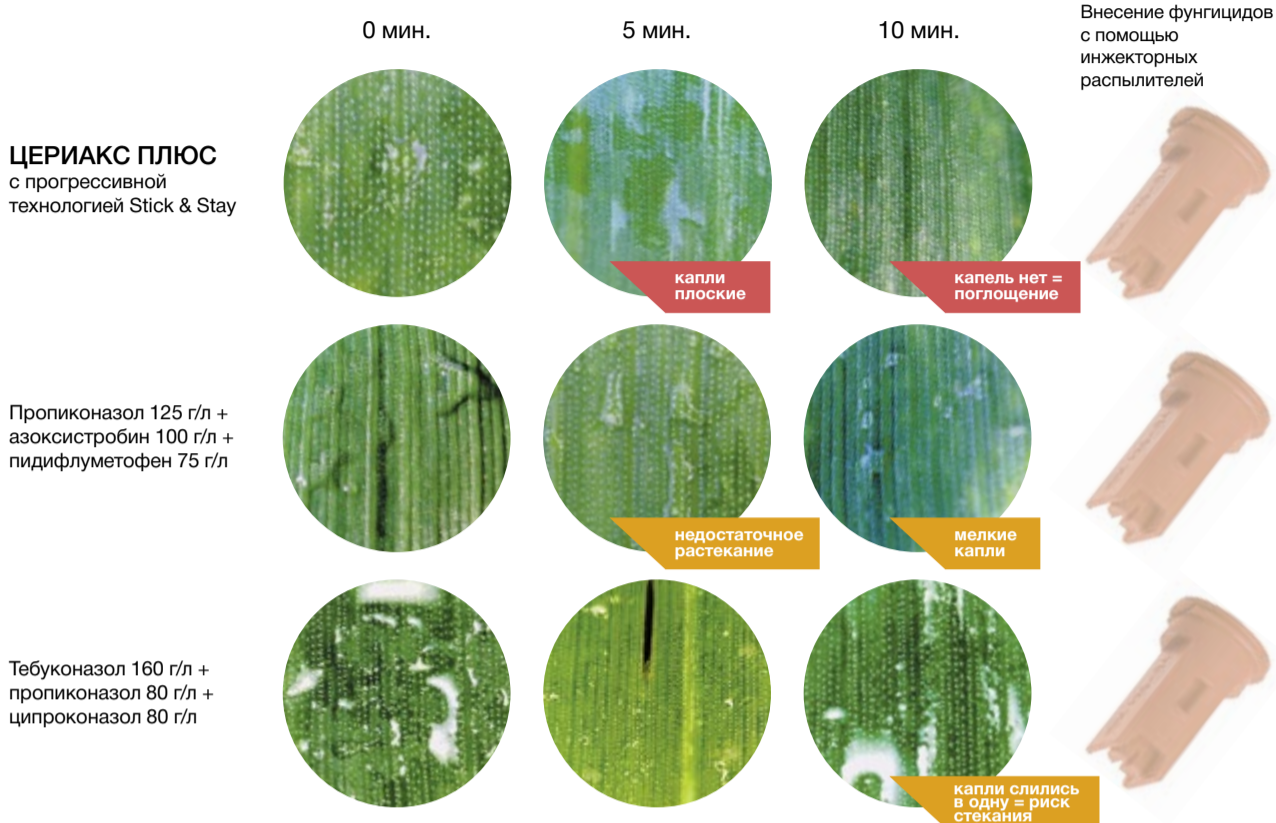 0 мин.
5 мин.
10 мин.
Внесение фунгицидов
с помощью
инжекторных
распылителей
ЦЕРИАКС ПЛЮС
с прогрессивной
технологией Stick & Stay
капли
плоские
капель нет =
поглощение
Пропиконазол 125 г/л +
азоксистробин 100 г/л +
пидифлуметофен 75 г/л
недостаточное
растекание
мелкие
капли
Тебуконазол 160 г/л +
пропиконазол 80 г/л +
ципроконазол 80 г/л
капли слились
в одну = риск
стекания